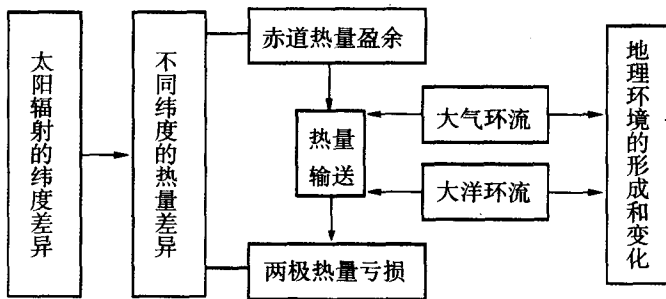 太阳辐射的纬度差异
不同纬度的热量差异
赤道热量盈余
热量
输送
两极热量亏损
大气环流
大洋环流
地理环境的形成和变化